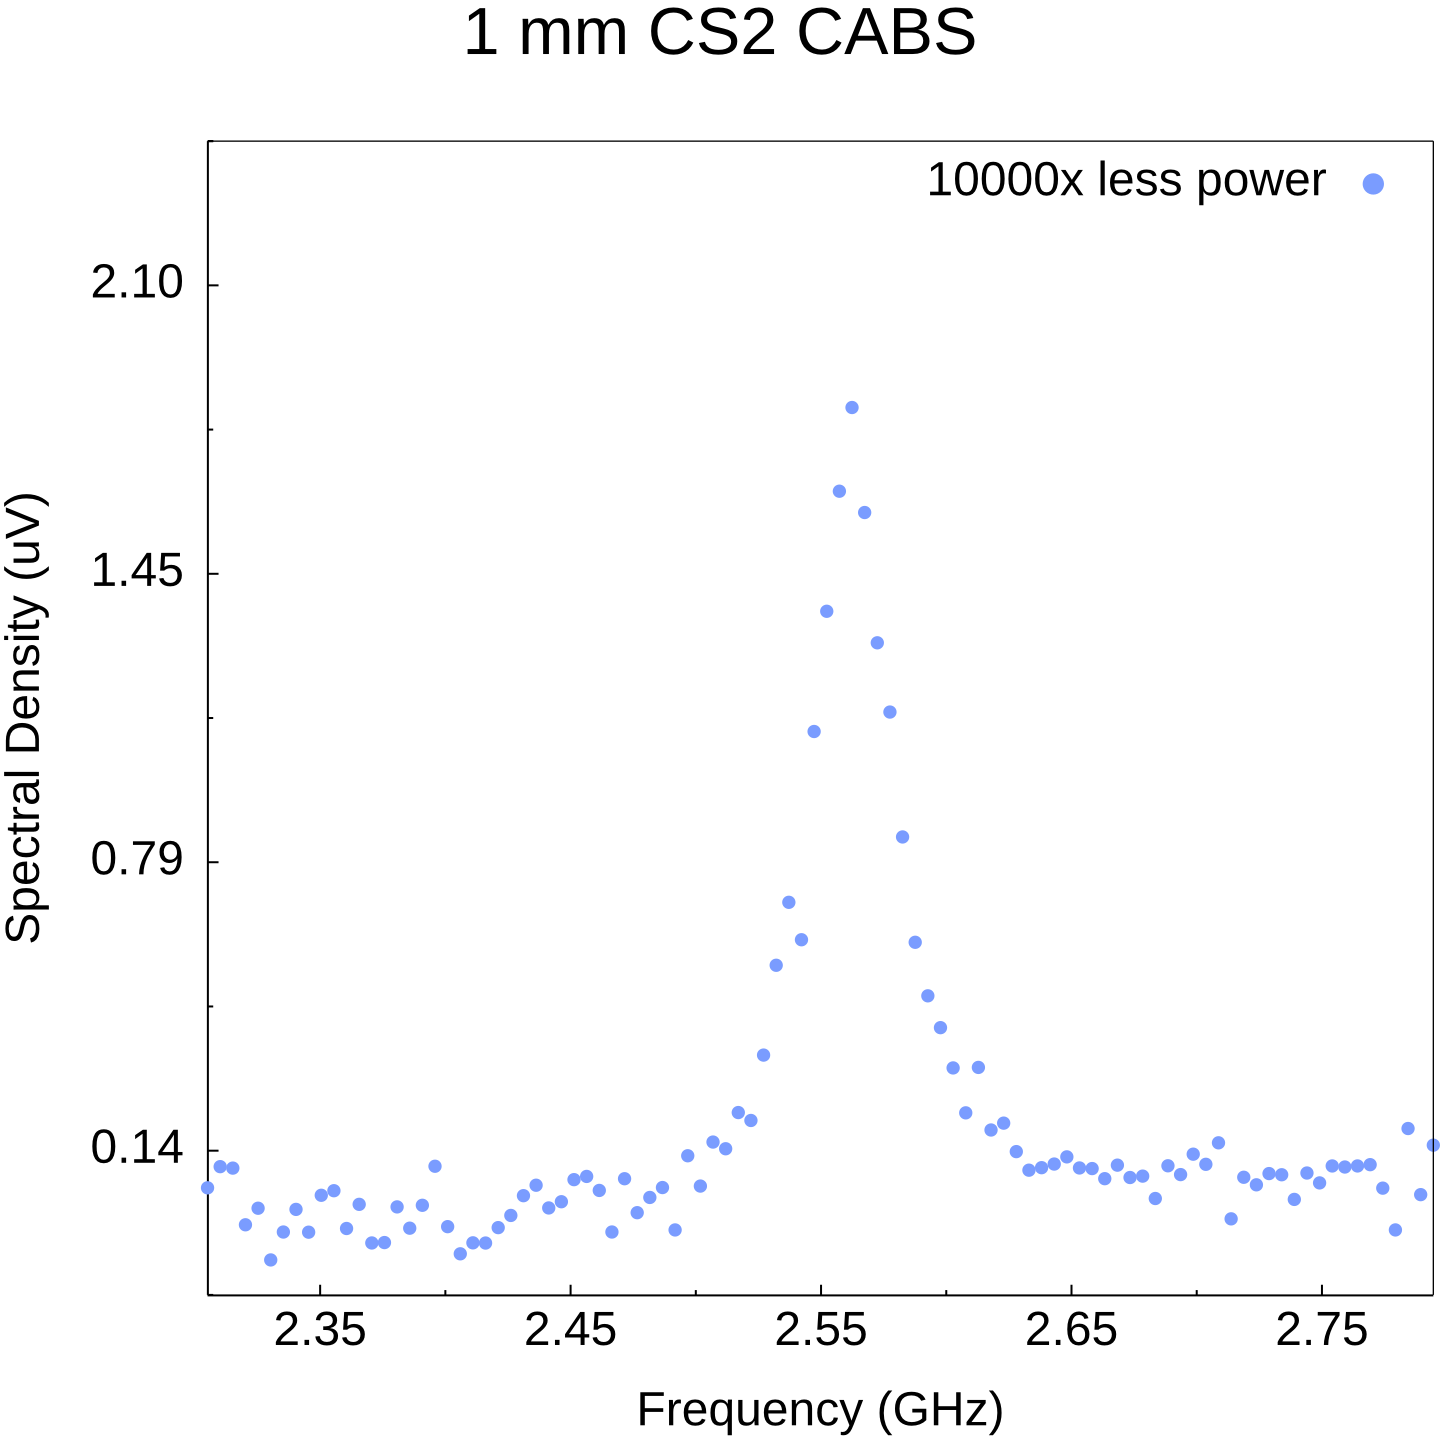 1 mm CS2 CABS
10000x less power
2.10
1.45
0.79
0.14
Spectral Density (uV)
2.35 2.45 2.55 2.65 2.75
Frequency (GHz)